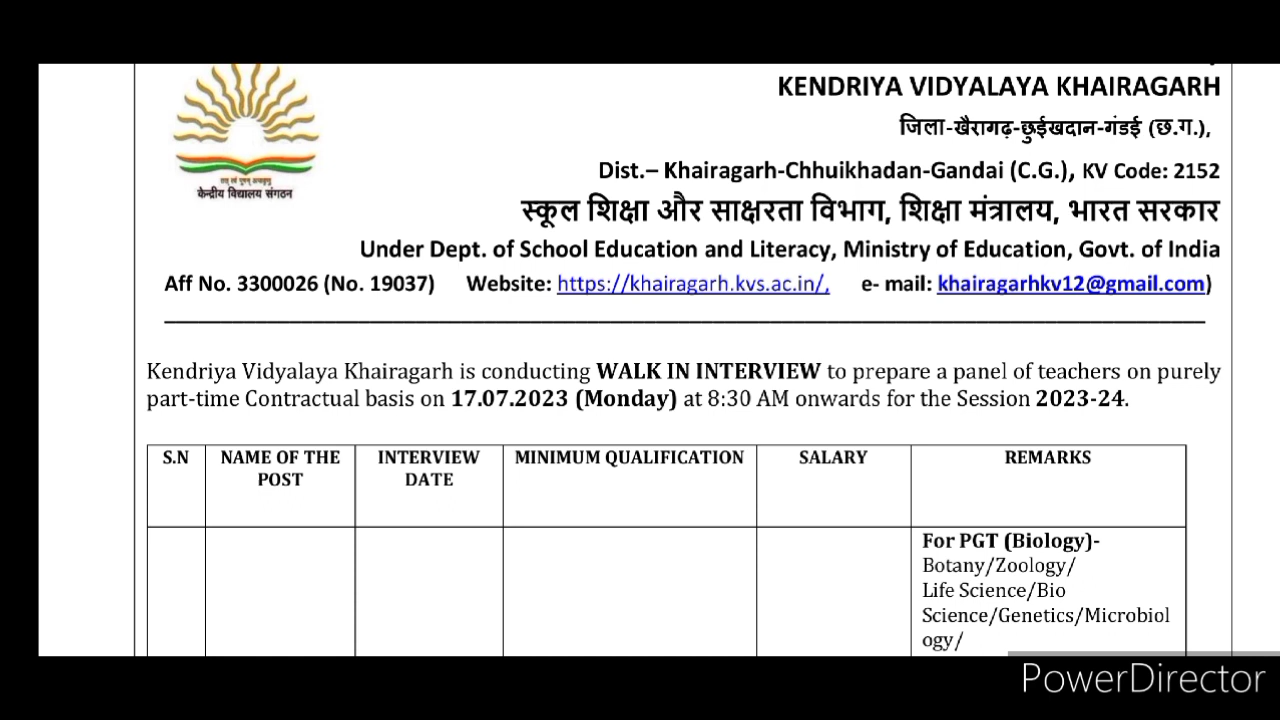 KENDRIYA VIDYALAYA KHAIRAGARH
जिला-खैरागढ़-छुईखदान-गंडई (छ.ग.),
Dist.– Khairagarh-Chhuikhadan-Gandai (C.G.), KV Code: 2152
केन्द्रीय विद्यालय संगठन
स्कूल शिक्षा और साक्षरता विभाग, शिक्षा मंत्रालय, भारत सरकार
Under Dept. of School Education and Literacy, Ministry of Education, Govt. of India
Aff No. 3300026 (No. 19037) Website: https://khairagarh.kvs.ac.in/, e- mail: khairagarhkv12@gmail.com)
Kendriya Vidyalaya Khairagarh is conducting WALK IN INTERVIEW to prepare a panel of teachers on purely
part-time Contractual basis on 17.07.2023 (Monday) at 8:30 AM onwards for the Session 2023-24.
S.N NAME OF THE INTERVIEW MINIMUM QUALIFICATION SALARY REMARKS
POST DATE
For PGT (Biology)-
Botany/Zoology/
Life Science/Bio
Science/Genetics/Microbiol
ogy/
PowerDirector